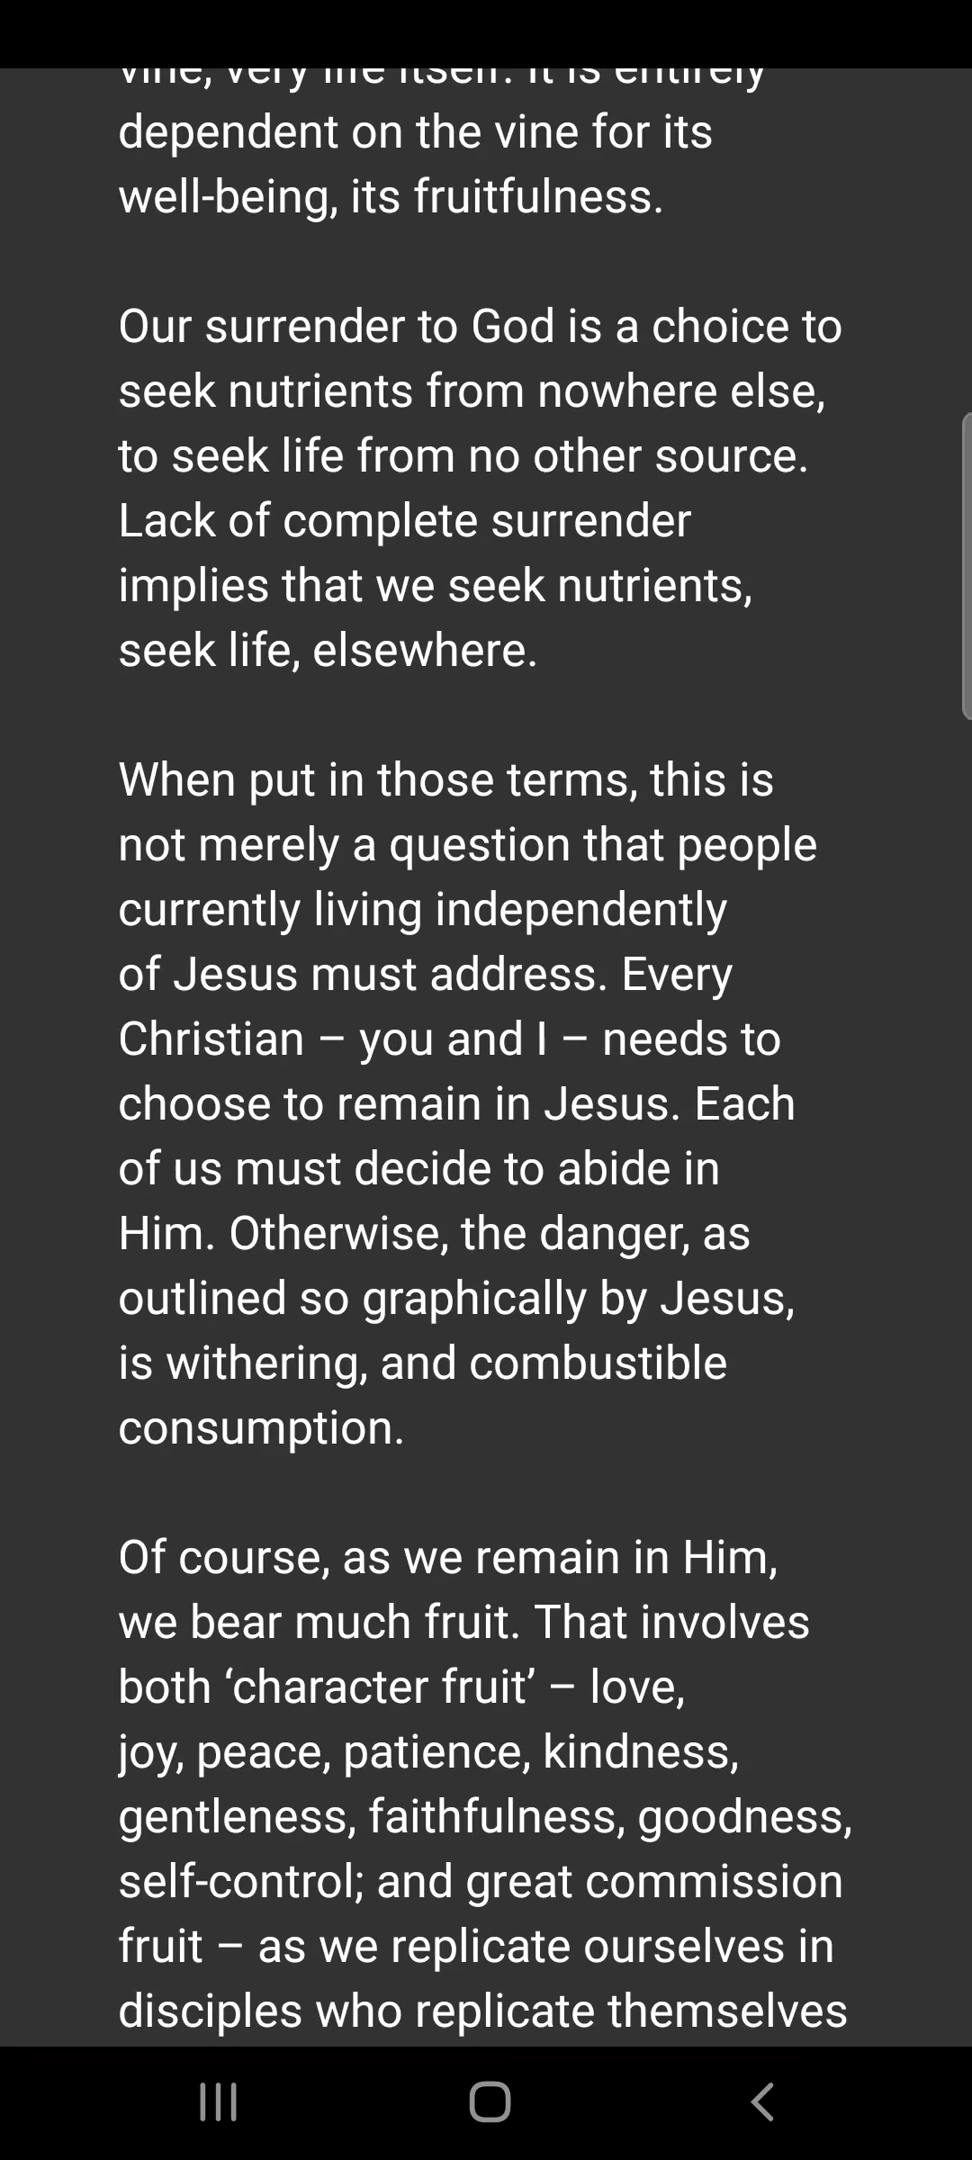 vine, very life itself. It is entirely
dependent on the vine for its
well-being, its fruitfulness.
Our surrender to God is a choice to
seek nutrients from nowhere else,
to seek life from no other source.
Lack of complete surrender
implies that we seek nutrients,
seek life, elsewhere.
When put in those terms, this is
not merely a question that people
currently living independently
of Jesus must address. Every
Christian – you and I – needs to
choose to remain in Jesus. Each
of us must decide to abide in
Him. Otherwise, the danger, as
outlined so graphically by Jesus,
is withering, and combustible
consumption.
Of course, as we remain in Him,
we bear much fruit. That involves
both ‘character fruit’ – love,
joy, peace, patience, kindness,
gentleness, faithfulness, goodness,
self-control; and great commission
fruit – as we replicate ourselves in
disciples who replicate themselves